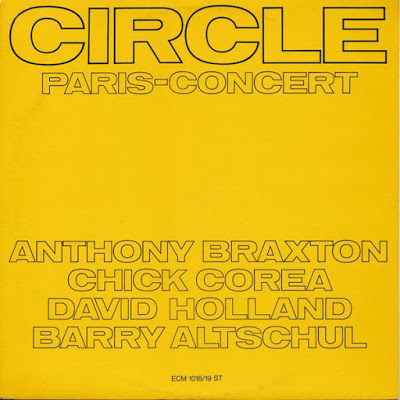 CIRCLE
PARIS-CONCERT
ANTHONY BRAXTON
CHICK COREA
DAVID HOLLAND
BARRY ALTSCHUL
ECM 1018/19 ST